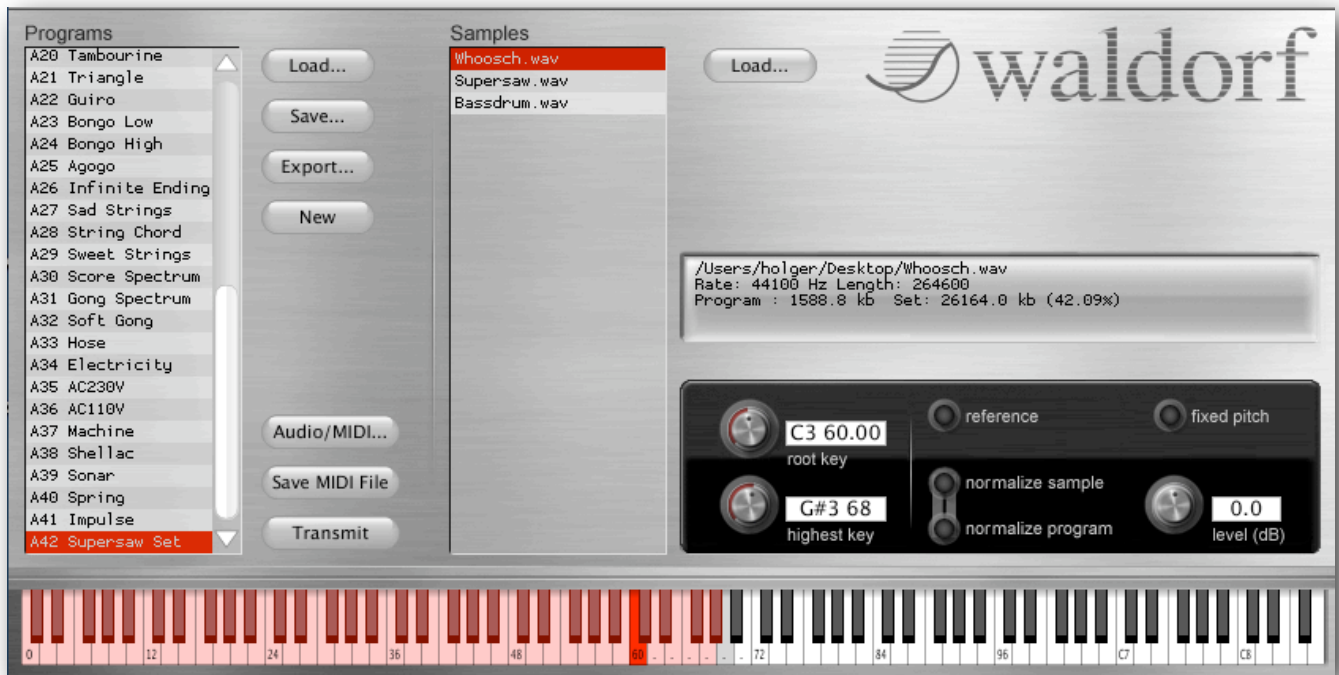 Programs
A20 Tambourine
A21 Triangle
A22 Guiro
A23 Bongo Low
A24 Bongo High
A25 Agogo
A26 Infinite Ending
A27 Sad Strings
A28 String Chord
A29 Sweet Strings
A30 Score Spectrum
A31 Gong Spectrum
A32 Soft Gong
A33 Hose
A34 Electricity
A35 AC230V
A36 AC110V
A37 Machine
A38 Shellac
A39 Sonar
A40 Spring
A41 Impulse
A42 Supersaw Set
Load...
Save...
Export...
New
Audio/MIDI...
Save MIDI File
Transmit
Samples
Whoosch.wav
Supersaw.wav
Bassdrum.wav
Load...
waldorf
/Users/holger/Desktop/Whoosch.wav
Rate: 44100 Hz Length: 264600
Program : 1588.8 kb Set: 26164.0 kb (42.09%)
C3 60.00
root key
G#3 68
highest key
reference
fixed pitch
normalize sample
normalize program
0.0
level (dB)
0 12 24 36 48 60 . . . . . . . 72 84 96 C7 C8